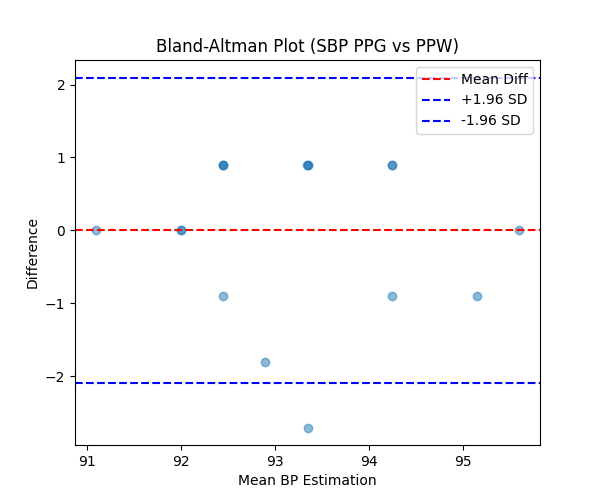 Bland-Altman Plot (SBP PPG vs PPW)
Mean Diff
+1.96 SD
-1.96 SD
2
1
0
−1
−2
Difference
91
92
93
94
95
Mean BP Estimation